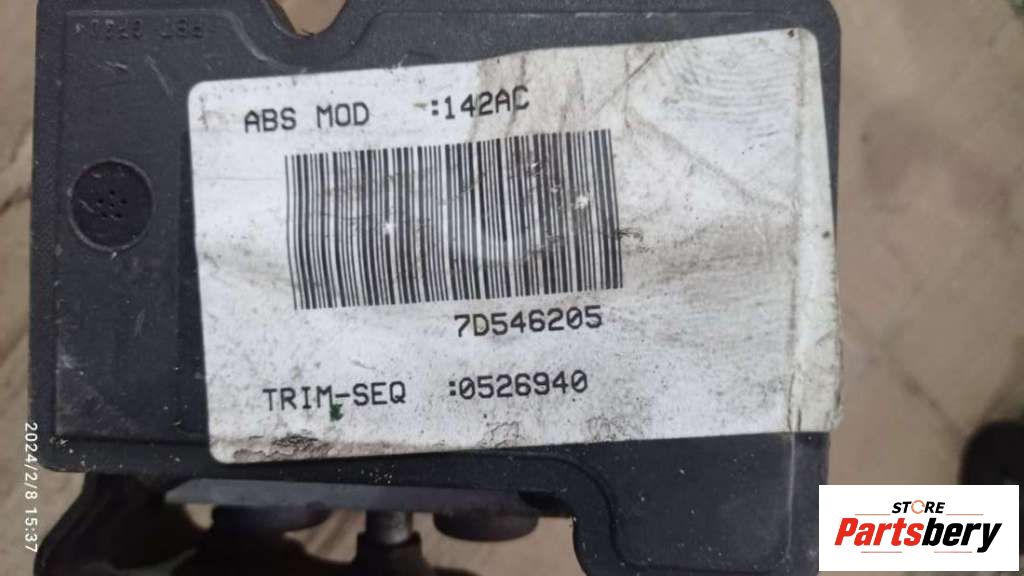 ABS MOD :142AC
7D546205
TRIM-SEQ :0526940
2024/2/8 15:37
STORE
Partsbery